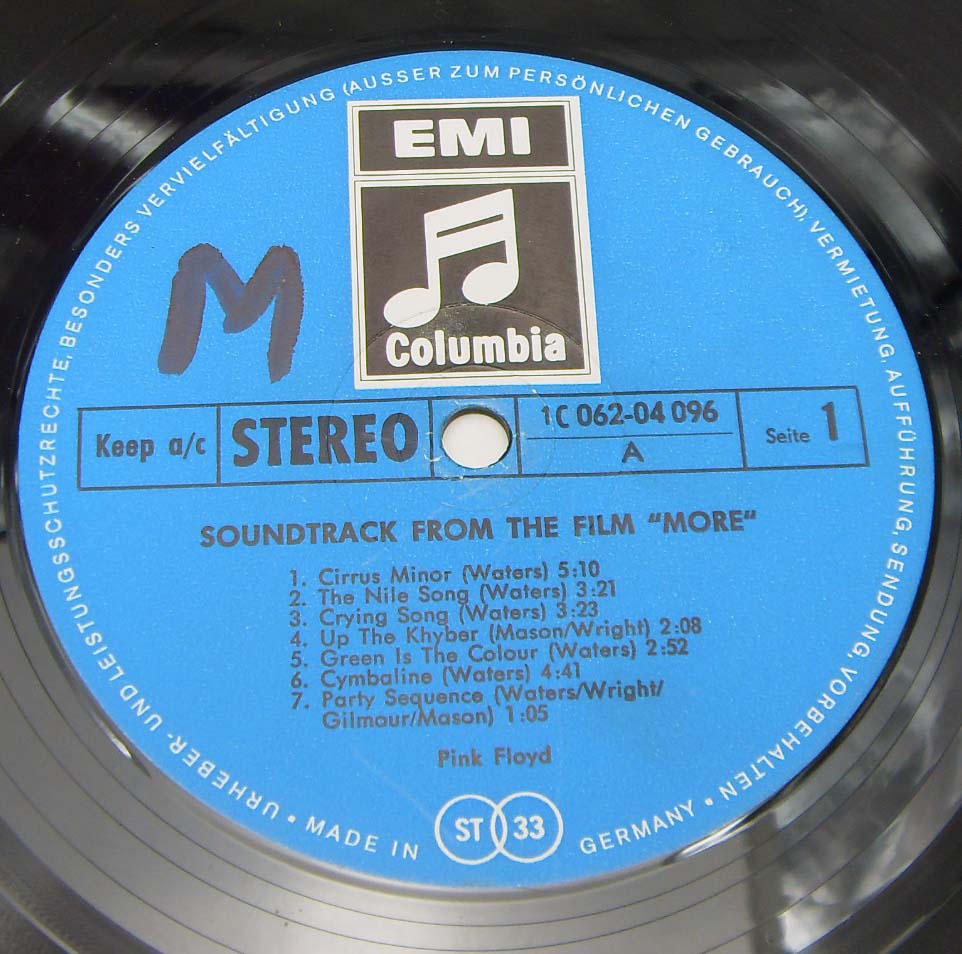 URHEBER- UND LEISTUNGSSCHUTZRECHTE, BESONDERS VERVIELFÄLTIGUNG (AUSSER ZUM PERSÖNLICHEN GEBRAUCH), VERMIETUNG, AUFFÜHRUNG, SENDUNG, VORBEHALTEN •
EMI
Columbia
M
Keep a/c
STEREO
1C 062-04 096
A
Seite 1
SOUNDTRACK FROM THE FILM "MORE"
1. Cirrus Minor (Waters) 5:10
2. The Nile Song (Waters) 3:21
3. Crying Song (Waters) 3:23
4. Up The Khyber (Mason/Wright) 2:08
5. Green Is The Colour (Waters) 2:52
6. Cymbaline (Waters) 4:41
7. Party Sequence (Waters/Wright/
Gilmour/Mason) 1:05
Pink Floyd
• MADE IN
ST 33
GERMANY